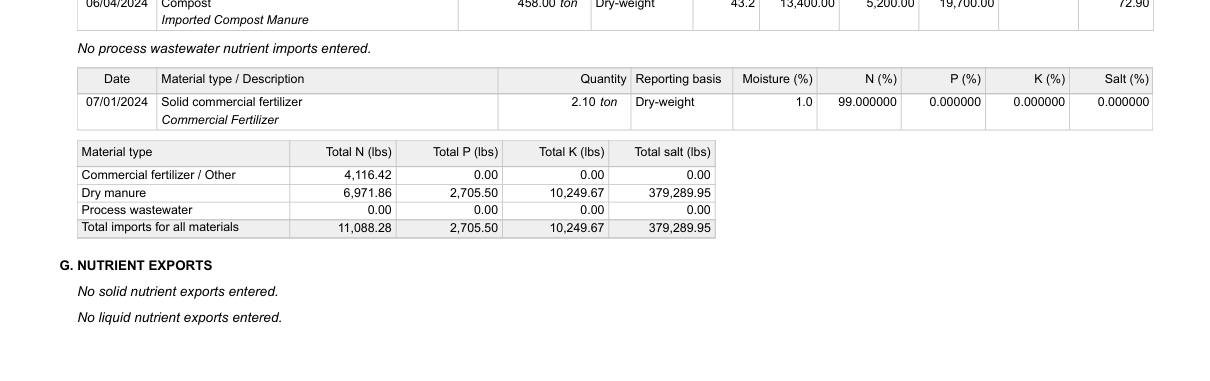 06/04/2024 Compost 458.00 ton Dry-weight 43.2 13,400.00 5,200.00 19,700.00 72.90
Imported Compost Manure
No process wastewater nutrient imports entered.
Date Material type / Description Quantity Reporting basis Moisture (%) N (%) P (%) K (%) Salt (%)
07/01/2024 Solid commercial fertilizer 2.10 ton Dry-weight 1.0 99.000000 0.000000 0.000000 0.000000
Commercial Fertilizer
Material type Total N (lbs) Total P (lbs) Total K (lbs) Total salt (lbs)
Commercial fertilizer / Other 4,116.42 0.00 0.00 0.00
Dry manure 6,971.86 2,705.50 10,249.67 379,289.95
Process wastewater 0.00 0.00 0.00 0.00
Total imports for all materials 11,088.28 2,705.50 10,249.67 379,289.95
G. NUTRIENT EXPORTS
No solid nutrient exports entered.
No liquid nutrient exports entered.